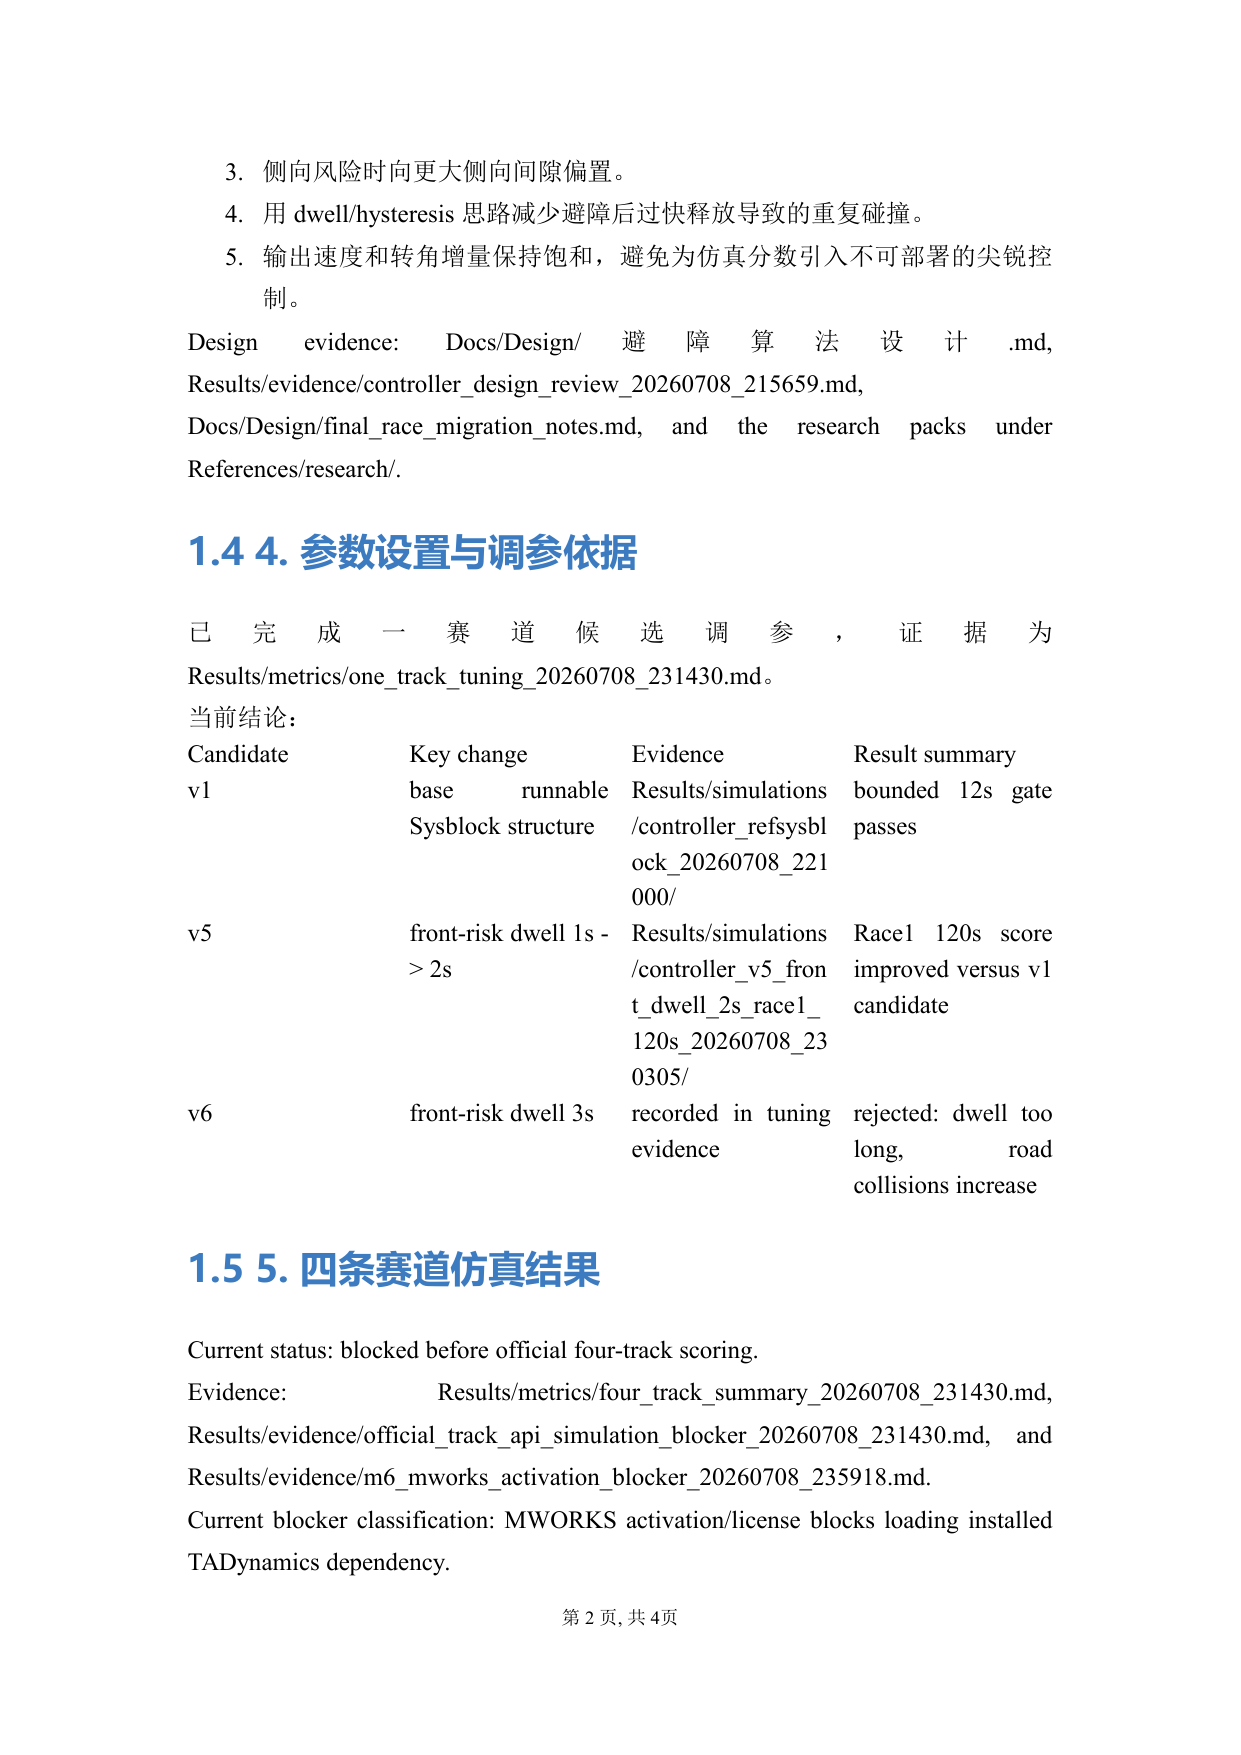 3. 侧向风险时向更大侧向间隙偏置。
4. 用 dwell/hysteresis 思路减少避障后过快释放导致的重复碰撞。
5. 输出速度和转角增量保持饱和，避免为仿真分数引入不可部署的尖锐控
制。
Design evidence: Docs/Design/ 避障算法设计 .md,
Results/evidence/controller_design_review_20260708_215659.md,
Docs/Design/final_race_migration_notes.md, and the research packs under
References/research/.
1.4 4. 参数设置与调参依据
已完成一赛道候选调参，证据为
Results/metrics/one_track_tuning_20260708_231430.md。
当前结论：
Candidate Key change Evidence Result summary
v1 base runnable Results/simulations bounded 12s gate
Sysblock structure /controller_refsysbl passes
ock_20260708_221
000/
v5 front-risk dwell 1s - Results/simulations Race1 120s score
> 2s /controller_v5_fron improved versus v1
t_dwell_2s_race1_ candidate
120s_20260708_23
0305/
v6 front-risk dwell 3s recorded in tuning rejected: dwell too
evidence long, road
collisions increase
1.5 5. 四条赛道仿真结果
Current status: blocked before official four-track scoring.
Evidence: Results/metrics/four_track_summary_20260708_231430.md,
Results/evidence/official_track_api_simulation_blocker_20260708_231430.md, and
Results/evidence/m6_mworks_activation_blocker_20260708_235918.md.
Current blocker classification: MWORKS activation/license blocks loading installed
TADynamics dependency.
第 2 页, 共 4页